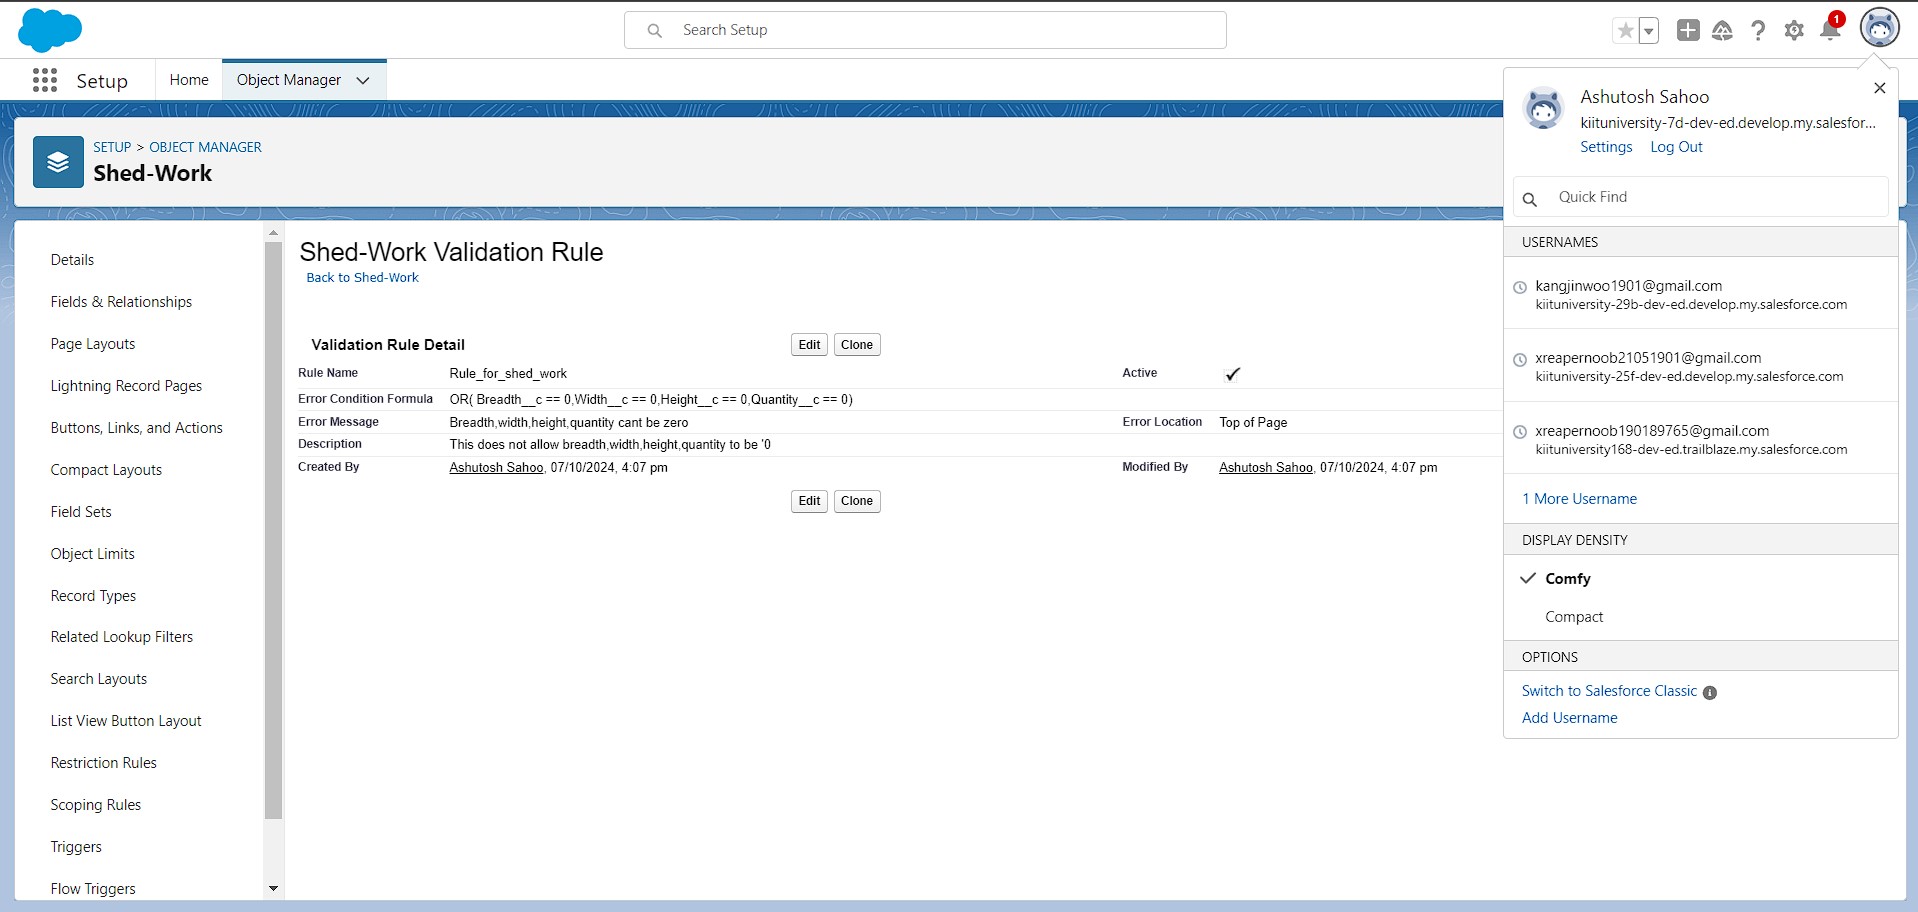 Search Setup
1
Setup
Home
Object Manager
SETUP > OBJECT MANAGER
Shed-Work
Details
Fields & Relationships
Page Layouts
Lightning Record Pages
Buttons, Links, and Actions
Compact Layouts
Field Sets
Object Limits
Record Types
Related Lookup Filters
Search Layouts
List View Button Layout
Restriction Rules
Scoping Rules
Triggers
Flow Triggers
Shed-Work Validation Rule
Back to Shed-Work
Validation Rule Detail
Edit Clone
Rule Name Rule_for_shed_work Active
Error Condition Formula OR( Breadth__c == 0,Width__c == 0,Height__c == 0,Quantity__c == 0)
Error Message Breadth,width,height,quantity cant be zero Error Location Top of Page
Description This does not allow breadth,width,height,quantity to be '0
Created By Ashutosh Sahoo, 07/10/2024, 4:07 pm Modified By Ashutosh Sahoo, 07/10/2024, 4:07 pm
Edit Clone
Ashutosh Sahoo
kiituniversity-7d-dev-ed.develop.my.salesfor...
Settings Log Out
Quick Find
USERNAMES
kangjinwoo1901@gmail.com
kiituniversity-29b-dev-ed.develop.my.salesforce.com
xreapernoob21051901@gmail.com
kiituniversity-25f-dev-ed.develop.my.salesforce.com
xreapernoob190189765@gmail.com
kiituniversity168-dev-ed.trailblaze.my.salesforce.com
1 More Username
DISPLAY DENSITY
Comfy
Compact
OPTIONS
Switch to Salesforce Classic
Add Username